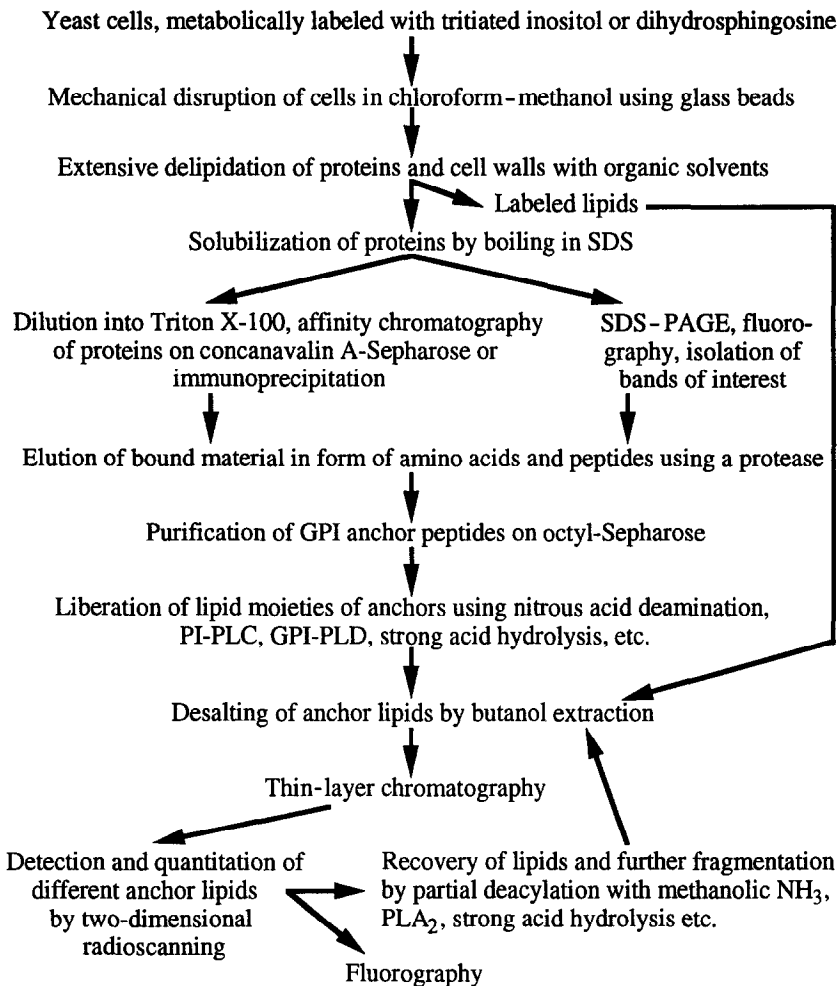 Yeast cells, metabolically labeled with tritiated inositol or dihydrosphingosine
Mechanical disruption of cells in chloroform–methanol using glass beads
Extensive delipidation of proteins and cell walls with organic solvents
Labeled lipids
Solubilization of proteins by boiling in SDS
Dilution into Triton X-100, affinity chromatography
of proteins on concanavalin A-Sepharose or
immunoprecipitation
SDS–PAGE, fluoro-
graphy, isolation of
bands of interest
Elution of bound material in form of amino acids and peptides using a protease
Purification of GPI anchor peptides on octyl-Sepharose
Liberation of lipid moieties of anchors using nitrous acid deamination,
PI-PLC, GPI-PLD, strong acid hydrolysis, etc.
Desalting of anchor lipids by butanol extraction
Thin-layer chromatography
Detection and quantitation of
different anchor lipids
by two-dimensional
radioscanning
Recovery of lipids and further fragmentation
by partial deacylation with methanolic NH₃,
PLA₂, strong acid hydrolysis etc.
Fluorography